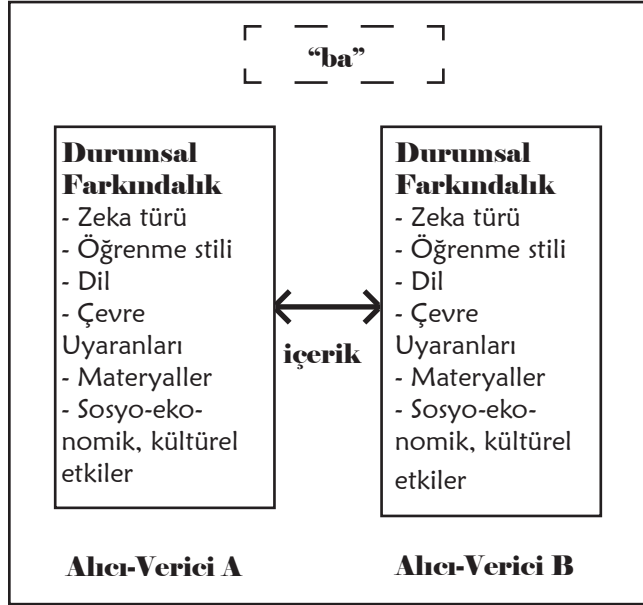 “ba”
Durumsal
Farkındalık
- Zeka türü
- Öğrenme stili
- Dil
- Çevre
Uyaranları
- Materyaller
- Sosyo-eko-
nomik, kültürel
etkiler
içerik
Durumsal
Farkındalık
- Zeka türü
- Öğrenme stili
- Dil
- Çevre
Uyaranları
- Materyaller
- Sosyo-eko-
nomik, kültürel
etkiler
Alıcı-Verici A
Alıcı-Verici B